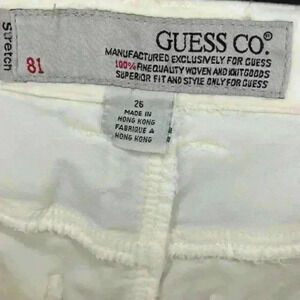 Stretch
81
GUESS CO.®
MANUFACTURED EXCLUSIVELY FOR GUESS
100% FINE QUALITY WOVEN AND KNIT GOODS
SUPERIOR FIT AND STYLE ONLY FOR GUESS
26
MADE IN
HONG KONG
FABRIQUE A
HONG KONG